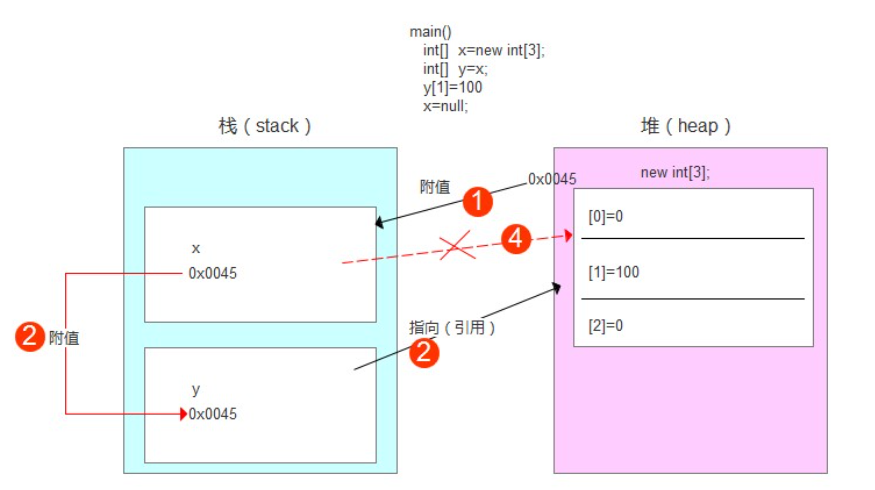 main()
int[] x=new int[3];
int[] y=x;
y[1]=100
x=null;
栈（stack）
堆（heap）
附值
1
0x0045
new int[3];
[0]=0
4
x
0x0045
[1]=100
2 附值
指向（引用）
2
[2]=0
y
0x0045